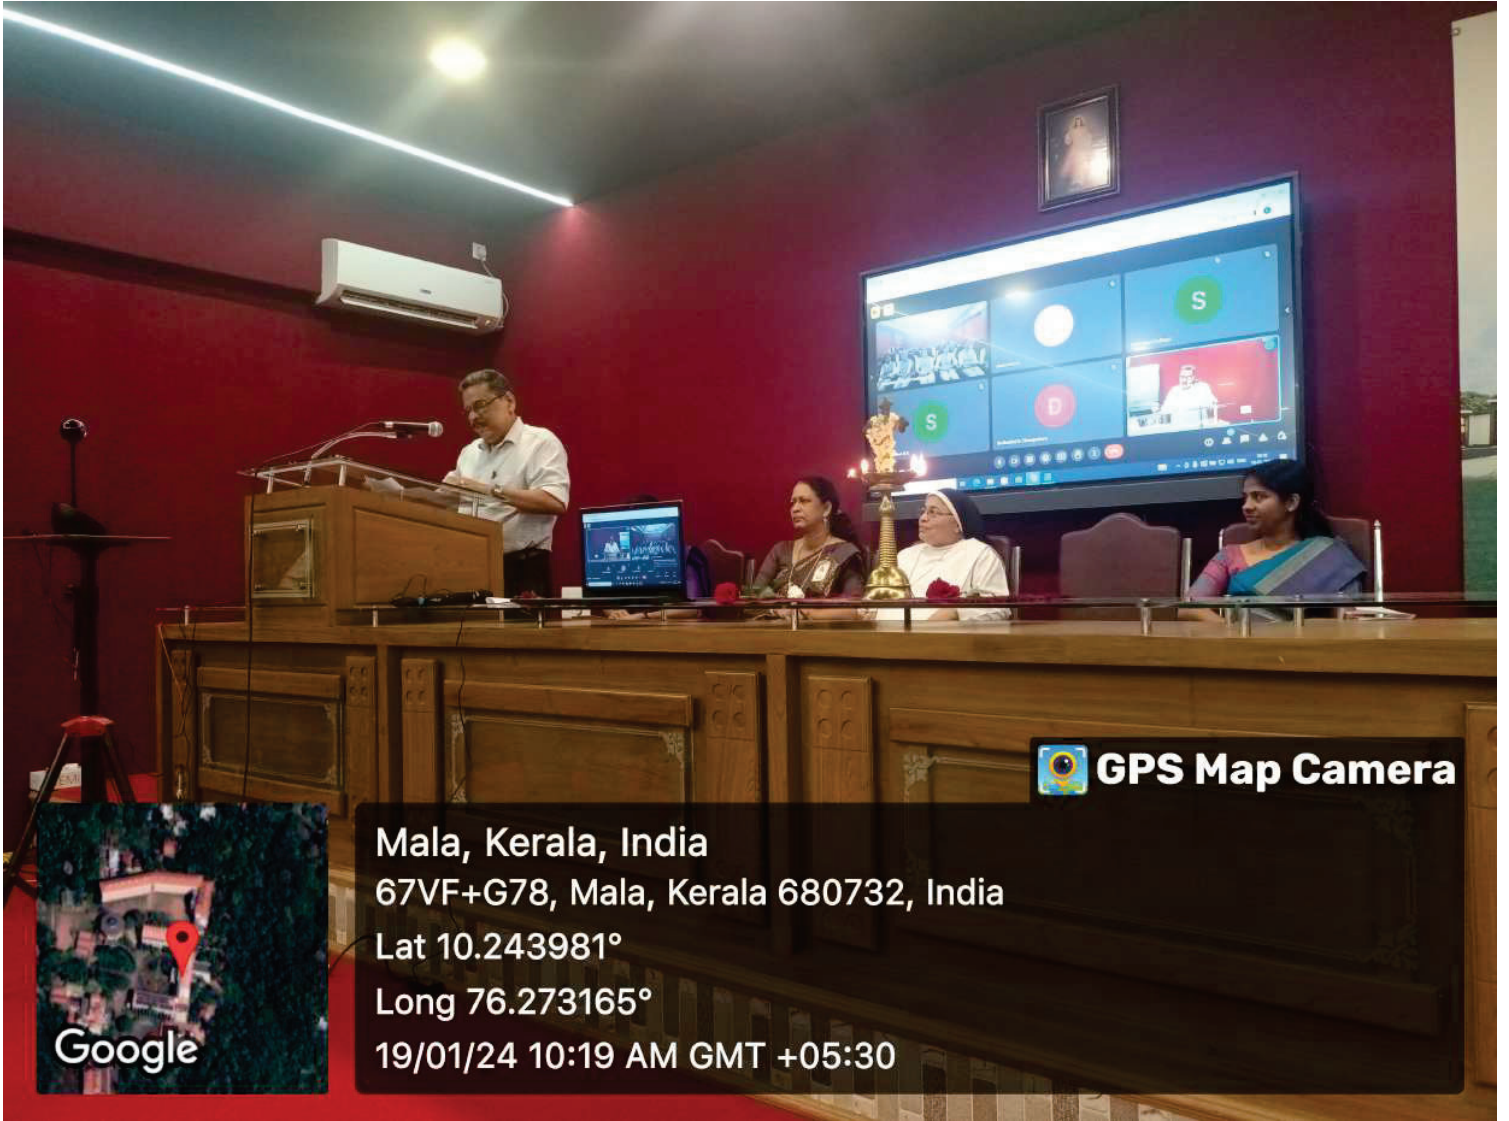 S
S
D
GPS Map Camera
Mala, Kerala, India
67VF+G78, Mala, Kerala 680732, India
Lat 10.243981°
Long 76.273165°
19/01/24 10:19 AM GMT +05:30
Google